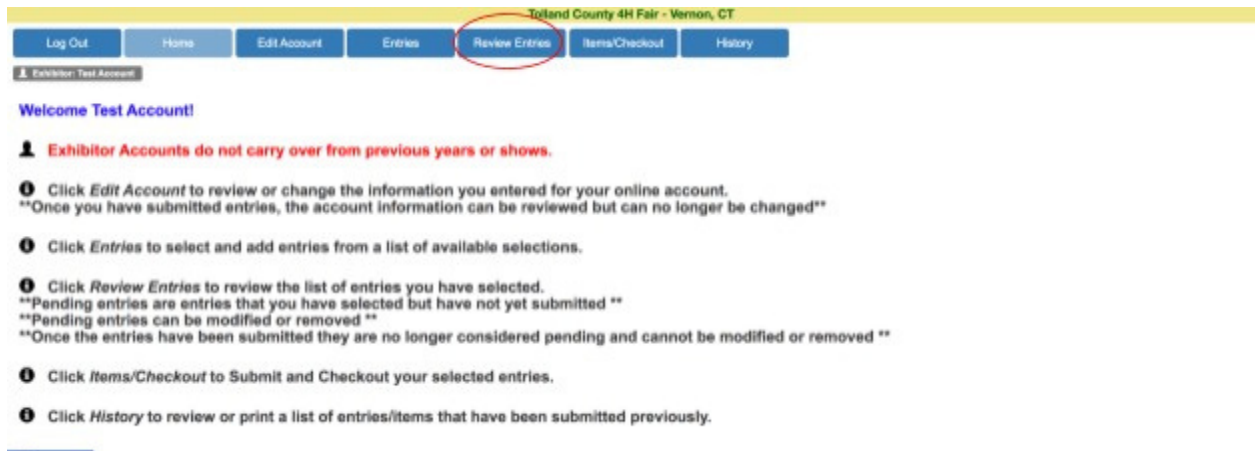 Tolland County 4H Fair - Vernon, CT
Log Out Home Edit Account Entries Review Entries Items/Checkout History
Exhibitor: Test Account
Welcome Test Account!
Exhibitor Accounts do not carry over from previous years or shows.
Click Edit Account to review or change the information you entered for your online account.
**Once you have submitted entries, the account information can be reviewed but can no longer be changed**
Click Entries to select and add entries from a list of available selections.
Click Review Entries to review the list of entries you have selected.
**Pending entries are entries that you have selected but have not yet submitted **
**Pending entries can be modified or removed **
**Once the entries have been submitted they are no longer considered pending and cannot be modified or removed **
Click Items/Checkout to Submit and Checkout your selected entries.
Click History to review or print a list of entries/items that have been submitted previously.